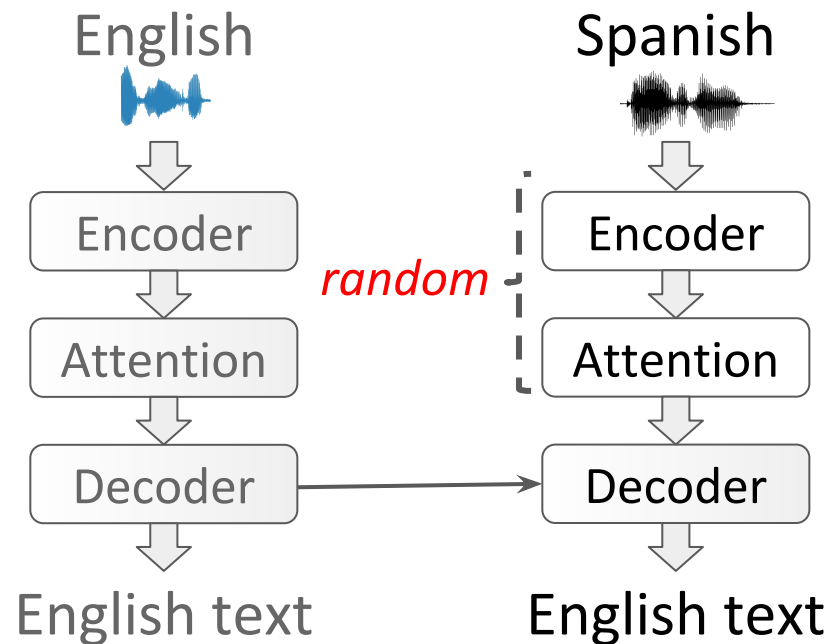 English
Spanish
Encoder
Encoder
random
Attention
Attention
Decoder
Decoder
English text
English text